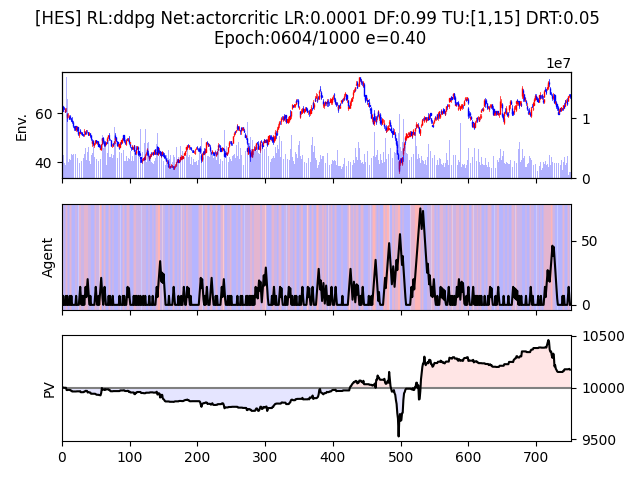 [HES] RL:ddpg Net:actorcritic LR:0.0001 DF:0.99 TU:[1,15] DRT:0.05
Epoch:0604/1000 e=0.40
1e7
Env.
60
40
1
0
Agent
50
0
PV
10500
10000
9500
0 100 200 300 400 500 600 700